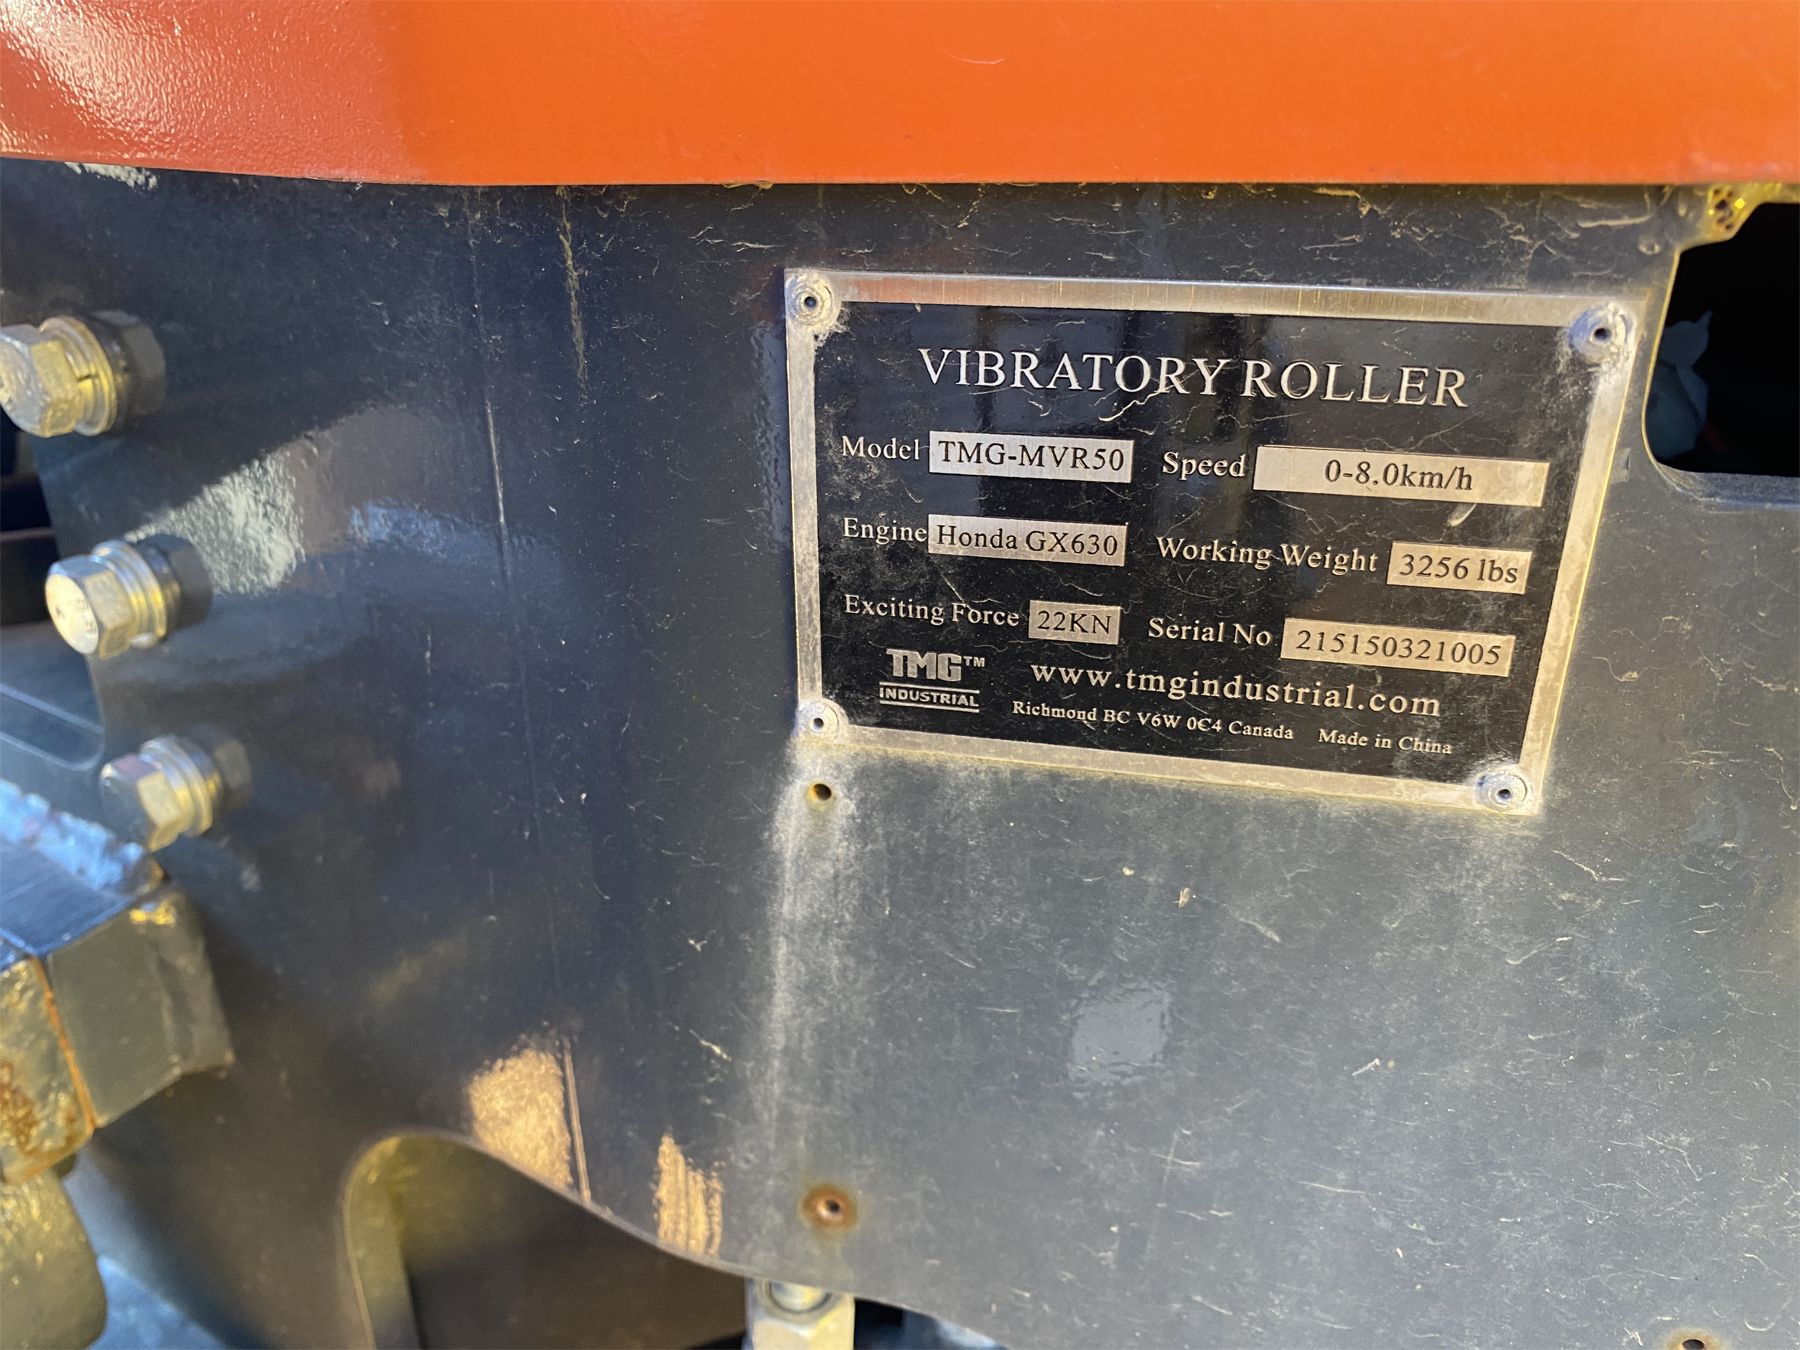 VIBRATORY ROLLER
Model TMG-MVR50 Speed 0-8.0km/h
Engine Honda GX630 Working Weight 3256 lbs
Exciting Force 22KN Serial No 215150321005
TMG™ INDUSTRIAL www.tmgindustrial.com
Richmond BC V6W 0C4 Canada Made in China